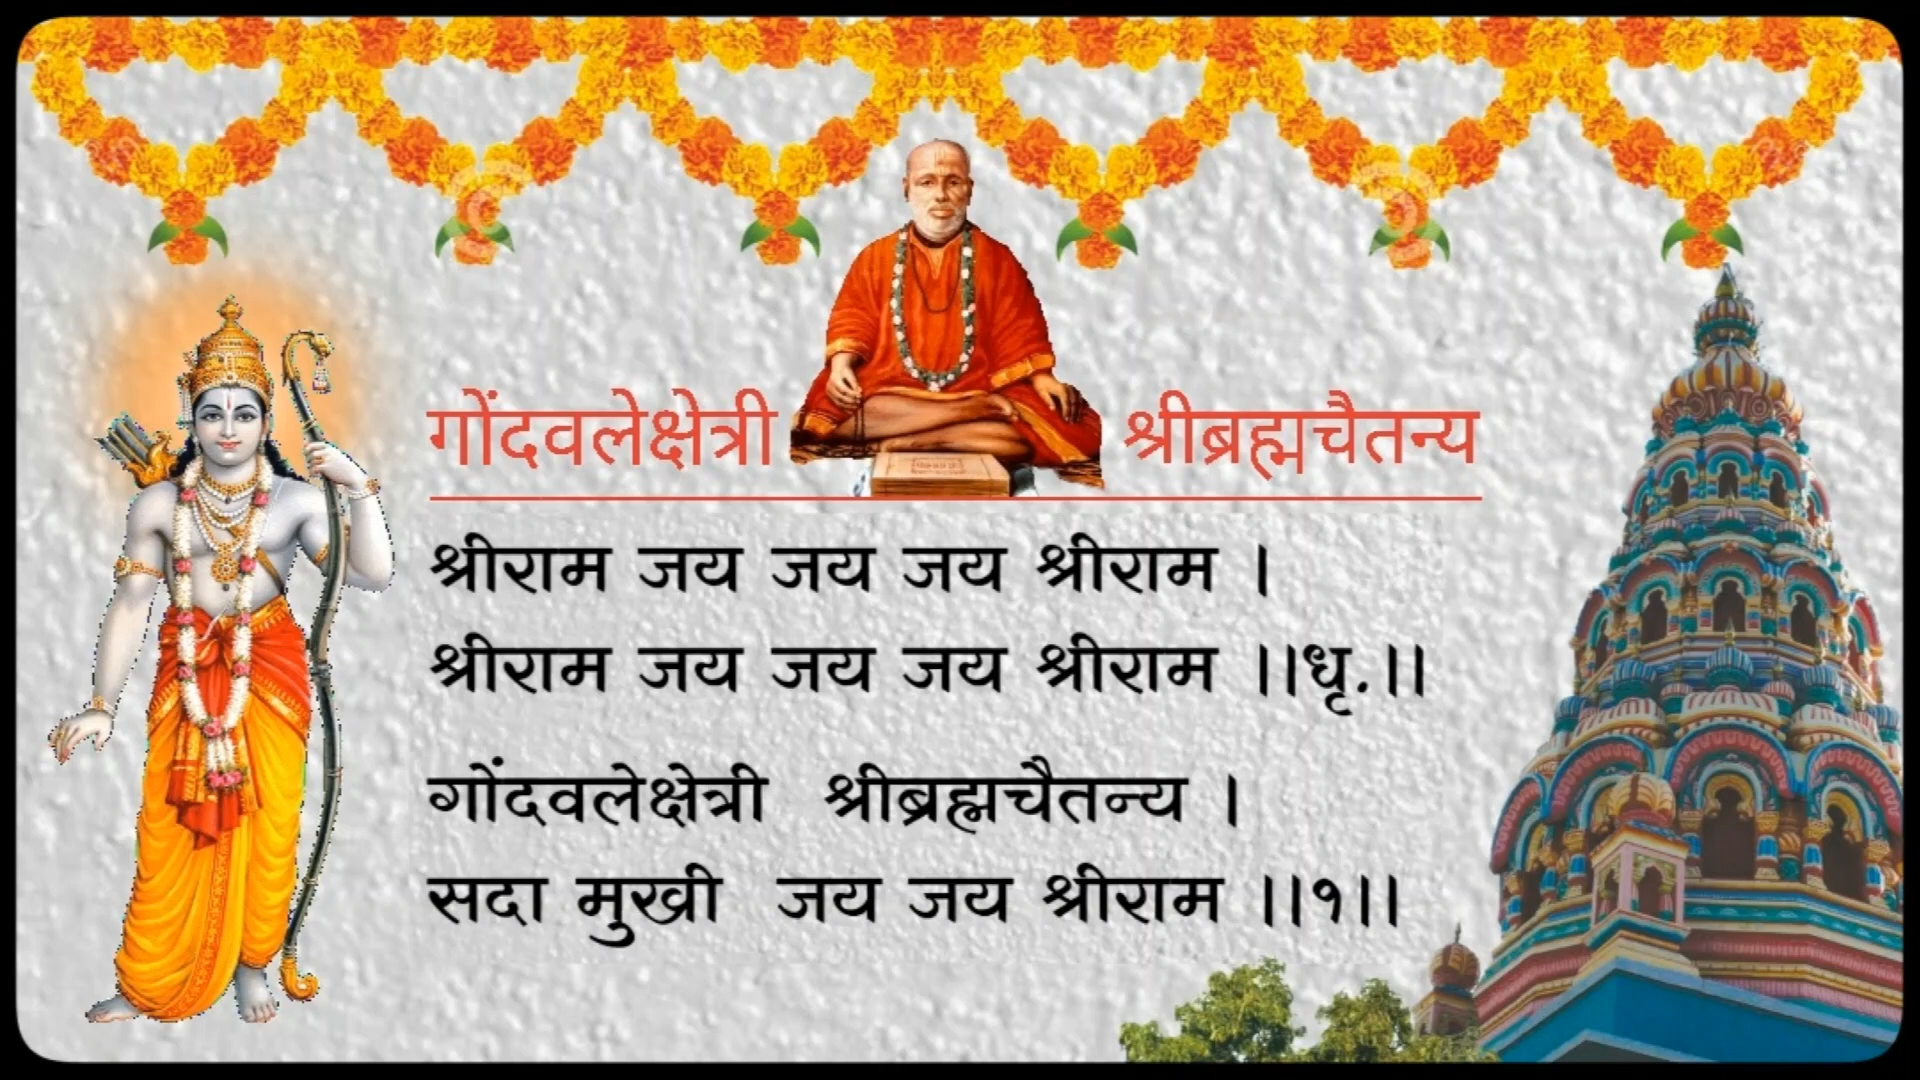 गोंदवलेक्षेत्री श्रीब्रह्मचैतन्य
श्रीराम जय जय जय श्रीराम ।
श्रीराम जय जय जय श्रीराम ।।धृ.।।
गोंदवलेक्षेत्री श्रीब्रह्मचैतन्य ।
सदा मुखी जय जय श्रीराम ।।१।।